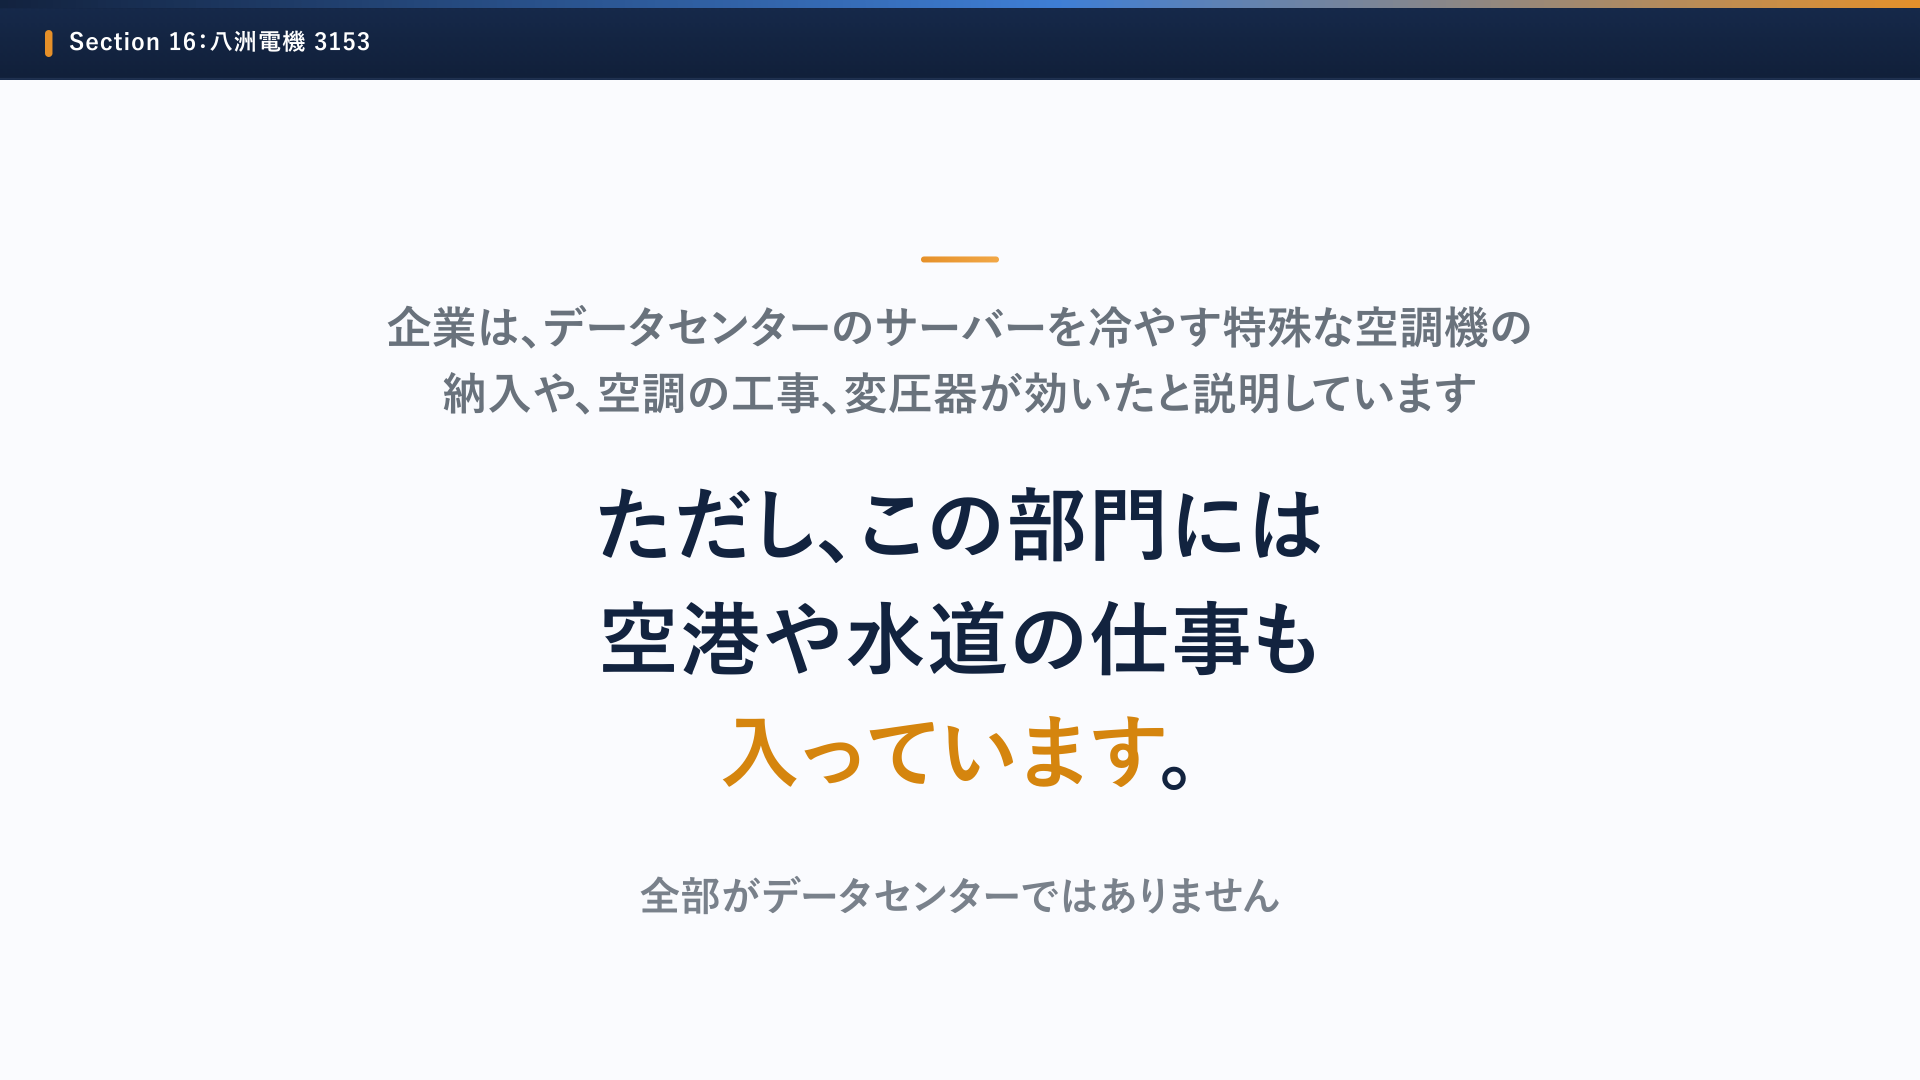 Section 16：八洲電機 3153
企業は、データセンターのサーバーを冷やす特殊な空調機の
納入や、空調の工事、変圧器が効いたと説明しています
ただし、この部門には
空港や水道の仕事も
入っています。
全部がデータセンターではありません